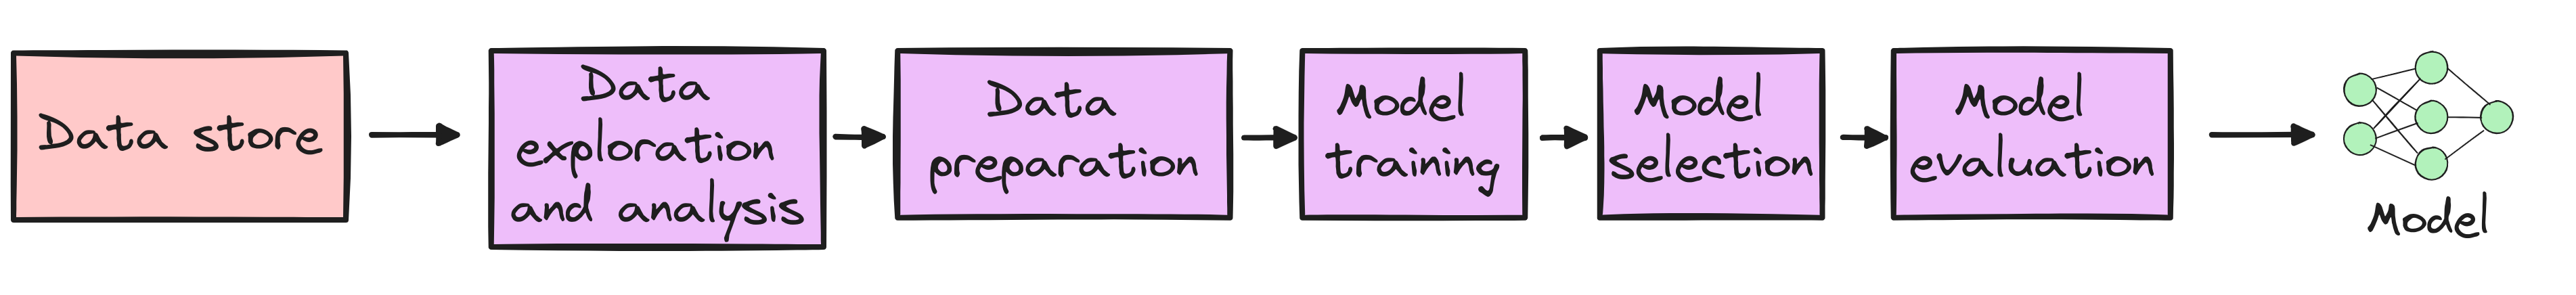 Data store
Data
exploration
and analysis
Data
preparation
Model
training
Model
selection
Model
evaluation
Model